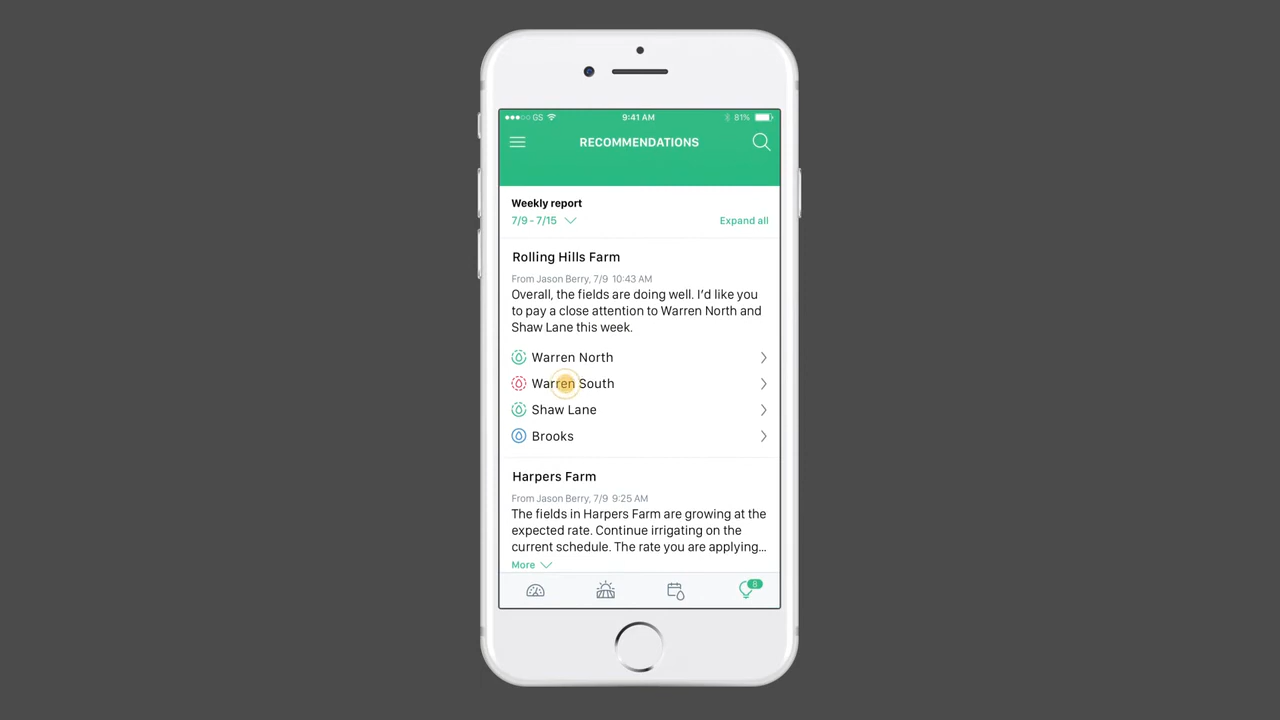 GS 9:41 AM 81%
RECOMMENDATIONS
Weekly report
7/9 - 7/15 Expand all
Rolling Hills Farm
From Jason Berry, 7/9 10:43 AM
Overall, the fields are doing well. I’d like you
to pay a close attention to Warren North and
Shaw Lane this week.
Warren North
Warren South
Shaw Lane
Brooks
Harpers Farm
From Jason Berry, 7/9 9:25 AM
The fields in Harpers Farm are growing at the
expected rate. Continue irrigating on the
current schedule. The rate you are applying...
More
8